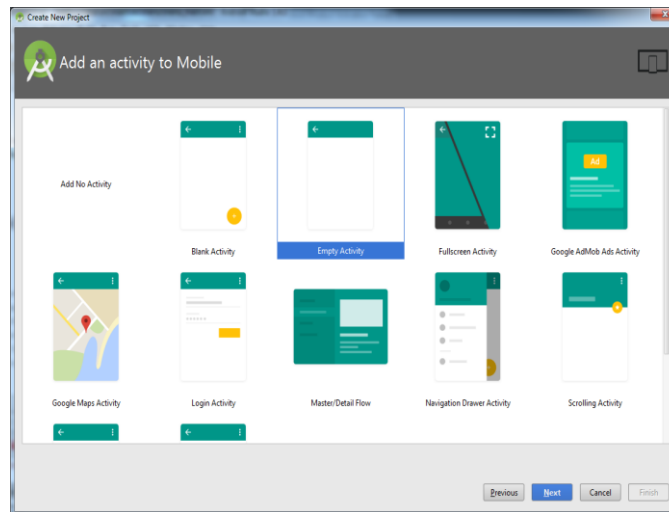 Create New Project
Add an activity to Mobile
Add No Activity
Blank Activity
Empty Activity
Fullscreen Activity
Ad
Google AdMob Ads Activity
Google Maps Activity
Login Activity
Master/Detail Flow
Navigation Drawer Activity
Scrolling Activity
Previous
Next
Cancel
Finish